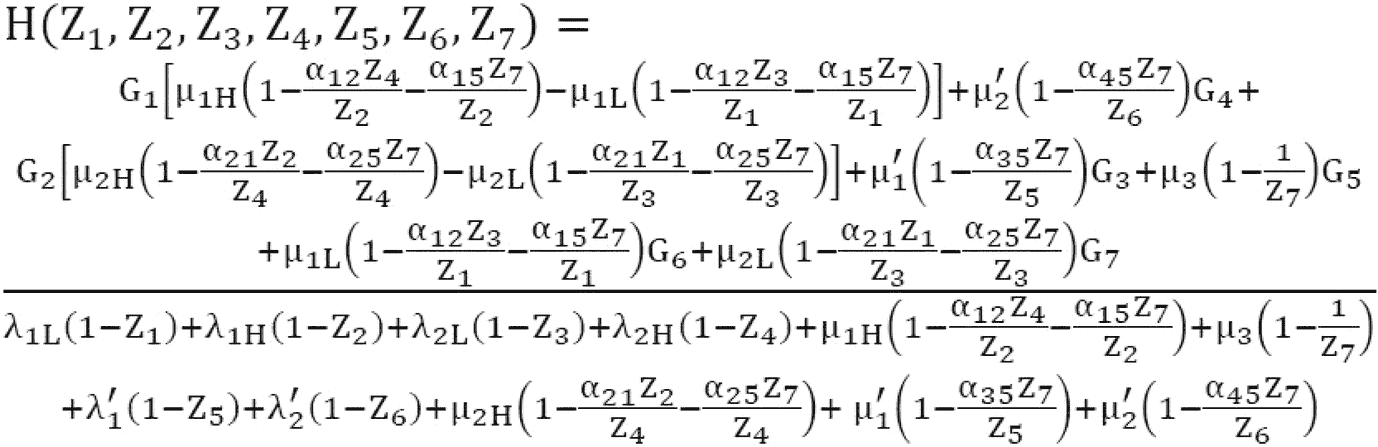 H(Z₁,Z₂,Z₃,Z₄,Z₅,Z₆,Z₇) =
G₁[μ₁H(1−α₁₂Z₄/Z₂−α₁₅Z₇/Z₂)−μ₁L(1−α₁₂Z₃/Z₁−α₁₅Z₇/Z₁)]+μ′₂(1−α₄₅Z₇/Z₆)G₄+
G₂[μ₂H(1−α₂₁Z₂/Z₄−α₂₅Z₇/Z₄)−μ₂L(1−α₂₁Z₁/Z₃−α₂₅Z₇/Z₃)]+μ′₁(1−α₃₅Z₇/Z₅)G₃+μ₃(1−1/Z₇)G₅
+μ₁L(1−α₁₂Z₃/Z₁−α₁₅Z₇/Z₁)G₆+μ₂L(1−α₂₁Z₁/Z₃−α₂₅Z₇/Z₃)G₇
λ₁L(1−Z₁)+λ₁H(1−Z₂)+λ₂L(1−Z₃)+λ₂H(1−Z₄)+μ₁H(1−α₁₂Z₄/Z₂−α₁₅Z₇/Z₂)+μ₃(1−1/Z₇)
+λ′₁(1−Z₅)+λ′₂(1−Z₆)+μ₂H(1−α₂₁Z₂/Z₄−α₂₅Z₇/Z₄)+ μ′₁(1−α₃₅Z₇/Z₅)+μ′₂(1−α₄₅Z₇/Z₆)